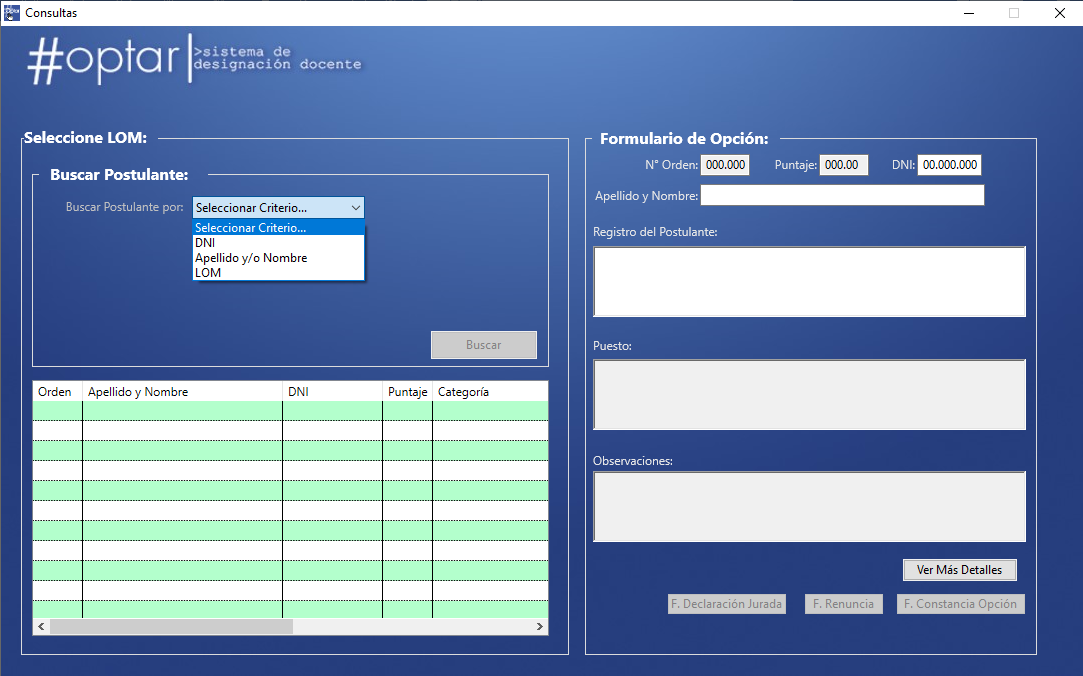 Consultas
#optar
>sistema de
designación docente
Seleccione LOM:
Buscar Postulante:
Buscar Postulante por: Seleccionar Criterio...
Seleccionar Criterio...
DNI
Apellido y/o Nombre
LOM
Buscar
Orden Apellido y Nombre DNI Puntaje Categoría
Formulario de Opción:
N° Orden: 000.000 Puntaje: 000.00 DNI: 00.000.000
Apellido y Nombre:
Registro del Postulante:
Puesto:
Observaciones:
Ver Más Detalles
F. Declaración Jurada F. Renuncia F. Constancia Opción